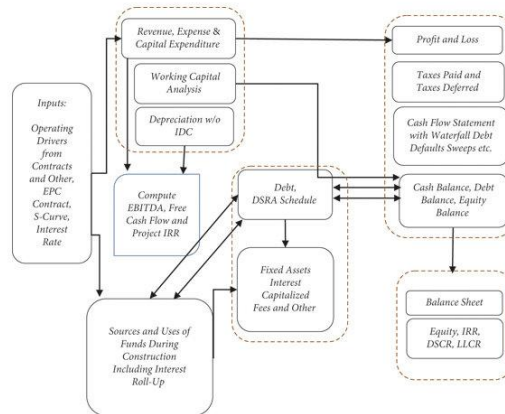 Inputs:
Operating
Drivers
from
Contracts
and Other,
EPC
Contract,
S-Curve,
Interest
Rate
Revenue, Expense &
Capital Expenditure
Working Capital
Analysis
Depreciation w/o
IDC
Compute
EBITDA, Free
Cash Flow and
Project IRR
Sources and Uses of
Funds During
Construction
Including Interest
Roll-Up
Debt,
DSRA Schedule
Fixed Assets
Interest
Capitalized
Fees and Other
Profit and Loss
Taxes Paid and
Taxes Deferred
Cash Flow Statement
with Waterfall Debt
Defaults Sweeps etc.
Cash Balance, Debt
Balance, Equity
Balance
Balance Sheet
Equity, IRR,
DSCR, LLCR